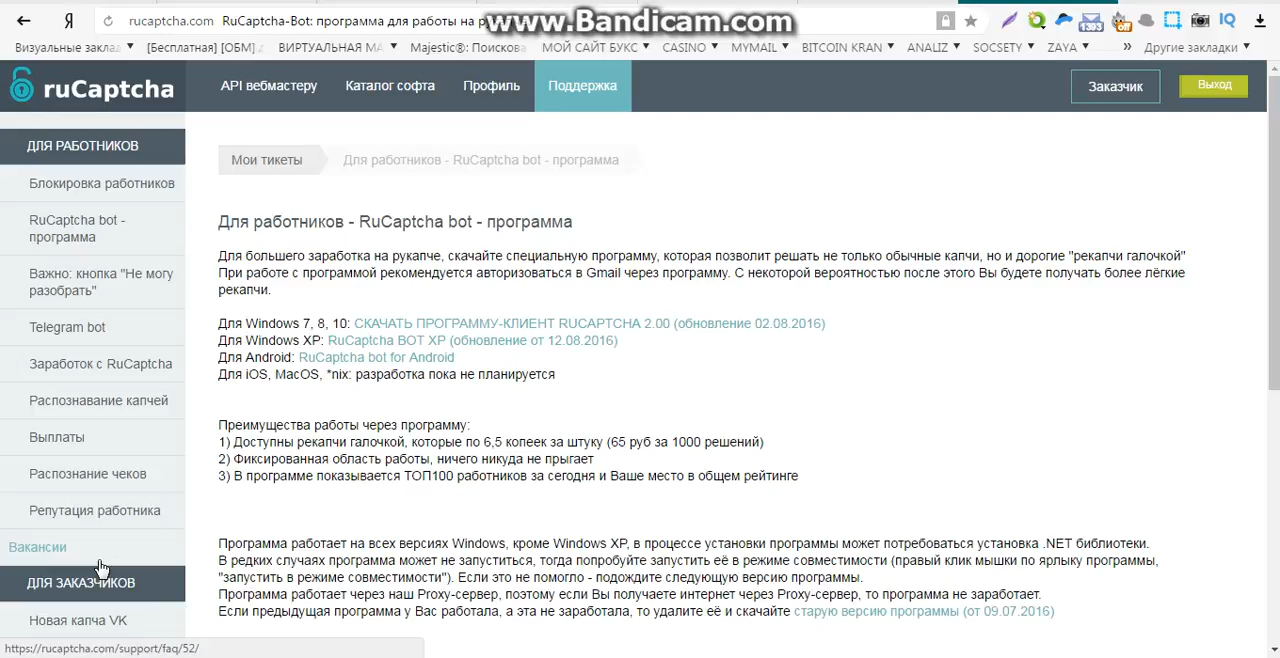 rucaptcha.com RuCaptcha-Bot: программа для работы на р
www.Bandicam.com
1393
off
Визуальные заклад
[Бесплатная] [ОБМ]
ВИРТУАЛЬНАЯ МА
Majestic®: Поискова
МОЙ САЙТ БУКС
CASINO
MYMAIL
BITCOIN KRAN
ANALIZ
SOCSETY
ZAYA
»
Другие закладки
ruCaptcha
API вебмастеру
Каталог софта
Профиль
Поддержка
Заказчик
Выход
ДЛЯ РАБОТНИКОВ
Блокировка работников
RuCaptcha bot -
программа
Важно: кнопка "Не могу
разобрать"
Telegram bot
Заработок с RuCaptcha
Распознавание капчей
Выплаты
Распознание чеков
Репутация работника
Вакансии
ДЛЯ ЗАКАЗЧИКОВ
Новая капча VK
Мои тикеты
Для работников - RuCaptcha bot - программа
Для работников - RuCaptcha bot - программа
Для большего заработка на рукапче, скачайте специальную программу, которая позволит решать не только обычные капчи, но и дорогие "рекапчи галочкой"
При работе с программой рекомендуется авторизоваться в Gmail через программу. С некоторой вероятностью после этого Вы будете получать более лёгкие
рекапчи.
Для Windows 7, 8, 10: СКАЧАТЬ ПРОГРАММУ-КЛИЕНТ RUCAPTCHA 2.00 (обновление 02.08.2016)
Для Windows XP: RuCaptcha BOT XP (обновление от 12.08.2016)
Для Android: RuCaptcha bot for Android
Для iOS, MacOS, *nix: разработка пока не планируется
Преимущества работы через программу:
1) Доступны рекапчи галочкой, которые по 6,5 копеек за штуку (65 руб за 1000 решений)
2) Фиксированная область работы, ничего никуда не прыгает
3) В программе показывается ТОП100 работников за сегодня и Ваше место в общем рейтинге
Программа работает на всех версиях Windows, кроме Windows XP, в процессе установки программы может потребоваться установка .NET библиотеки.
В редких случаях программа может не запуститься, тогда попробуйте запустить её в режиме совместимости (правый клик мышки по ярлыку программы,
"запустить в режиме совместимости"). Если это не помогло - подождите следующую версию программы.
Программа работает через наш Proxy-сервер, поэтому если Вы получаете интернет через Proxy-сервер, то программа не заработает.
Если предыдущая программа у Вас работала, а эта не заработала, то удалите её и скачайте старую версию программы (от 09.07.2016)
https://rucaptcha.com/support/faq/52/